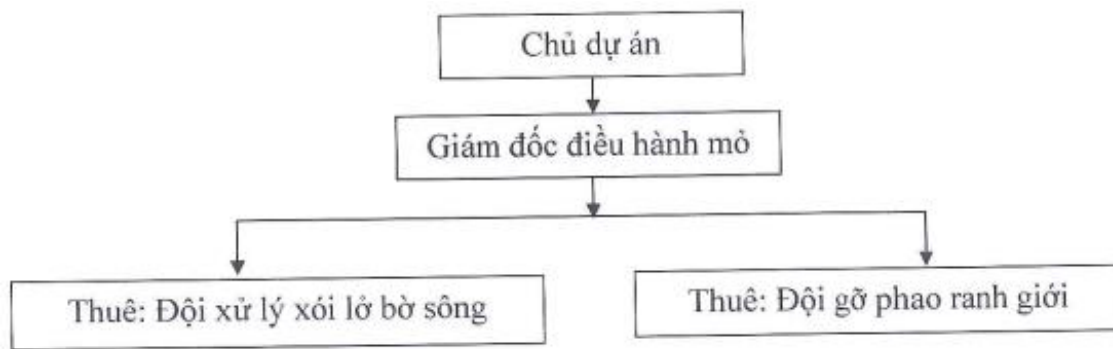 Chủ dự án
Giám đốc điều hành mỏ
Thuê: Đội xử lý xói lở bờ sông
Thuê: Đội gỡ phao ranh giới